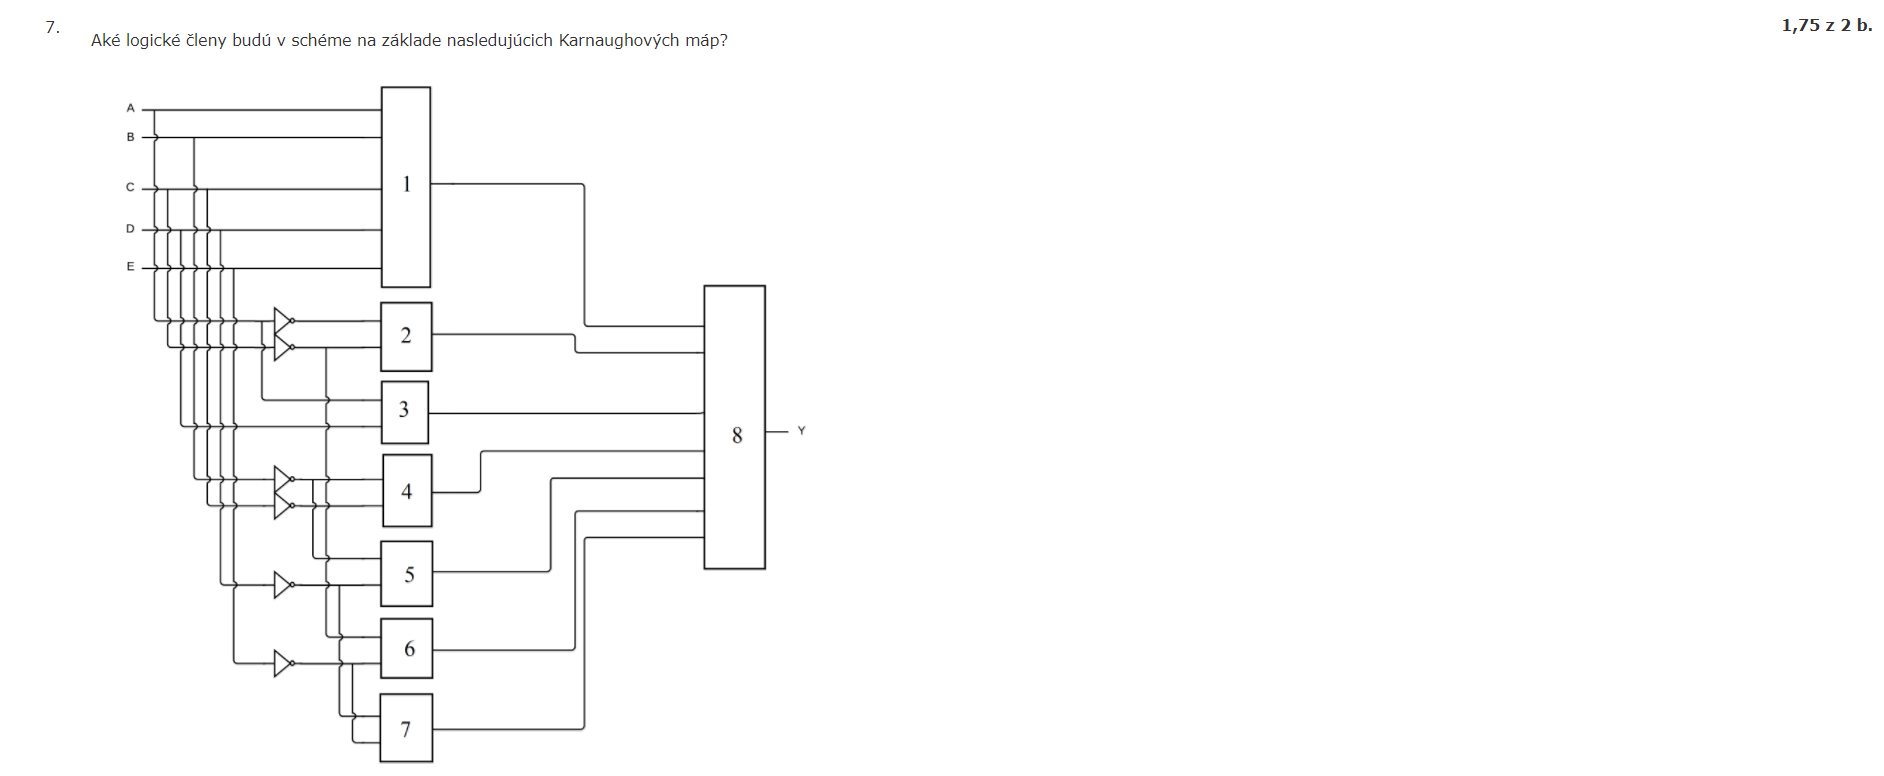 7.
Aké logické členy budú v schéme na základe nasledujúcich Karnaughových máp?
1,75 z 2 b.
A
B
C
D
E
1
2
3
4
5
6
7
8
Y